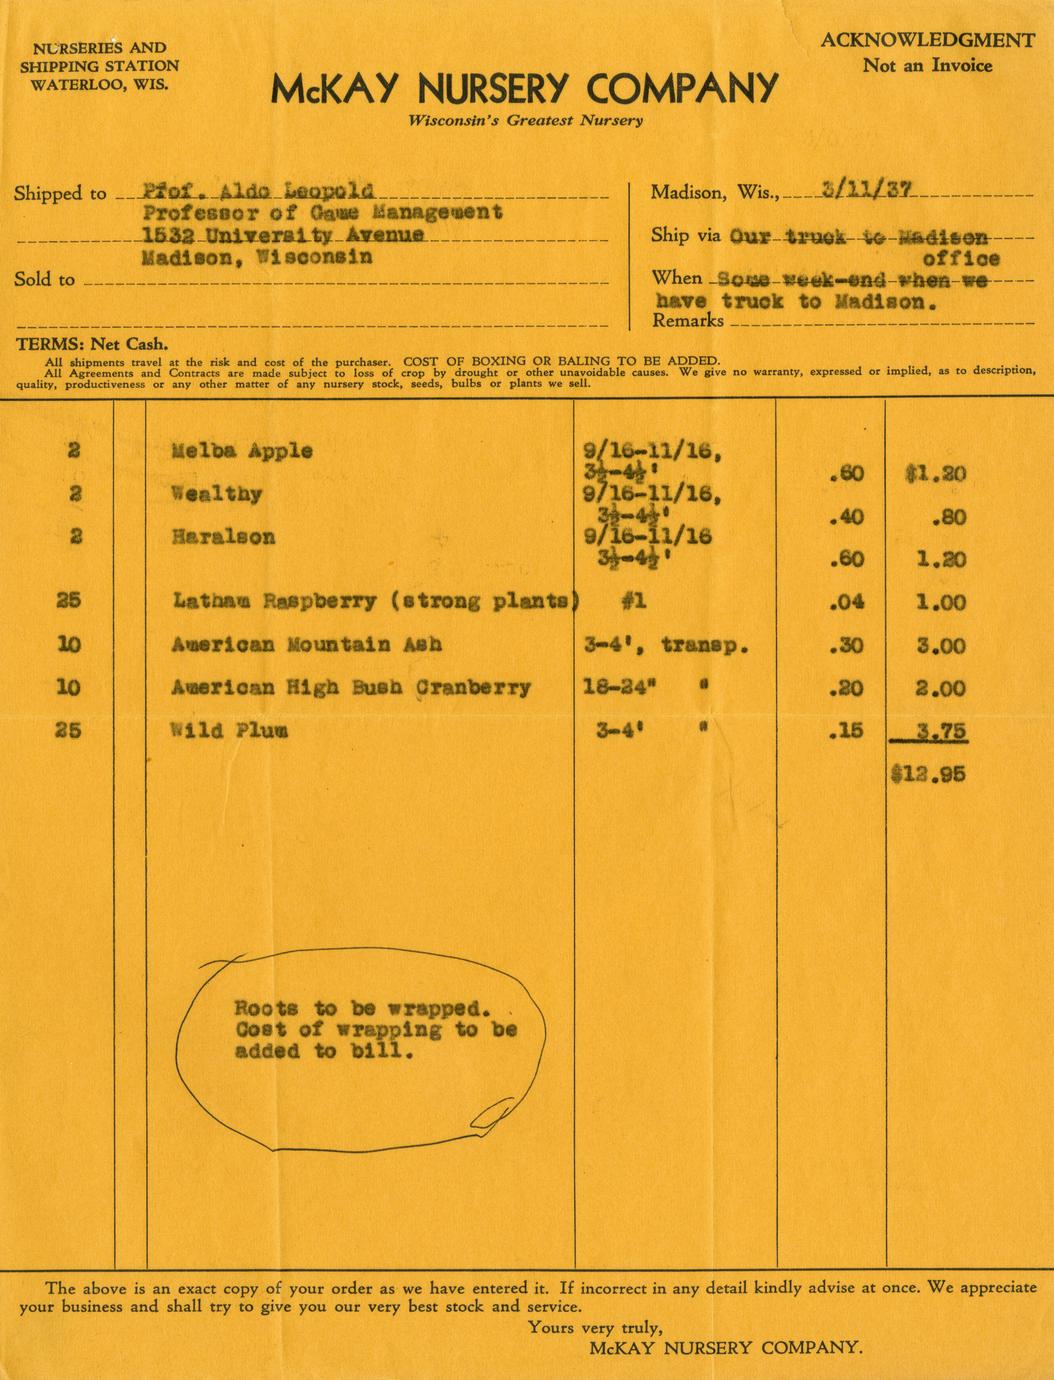 NURSERIES AND
SHIPPING STATION
WATERLOO, WIS.
ACKNOWLEDGMENT
Not an Invoice
McKAY NURSERY COMPANY
Wisconsin's Greatest Nursery
Shipped to Pfof. Aldo Leopold
Professor of Game Management
1532 University Avenue
Madison, Wisconsin
Sold to
Madison, Wis., 3/11/37
Ship via Our truck to Madison
office
When Some week-end when we
have truck to Madison.
Remarks
TERMS: Net Cash.
All shipments travel at the risk and cost of the purchaser. COST OF BOXING OR BALING TO BE ADDED.
All Agreements and Contracts are made subject to loss of crop by drought or other unavoidable causes. We give no warranty, expressed or implied, as to description,
quality, productiveness or any other matter of any nursery stock, seeds, bulbs or plants we sell.
2 Melba Apple 9/16-11/16,
3½-4½' .60 $1.20
2 Wealthy 9/16-11/16,
3½-4½' .40 .80
2 Haralson 9/16-11/16
3½-4½' .60 1.20
25 Latham Raspberry (strong plants) #1 .04 1.00
10 American Mountain Ash 3-4', transp. .30 3.00
10 American High Bush Cranberry 18-24" " .20 2.00
25 Wild Plum 3-4' " .15 3.75
$12.95
Roots to be wrapped.
Cost of wrapping to be
added to bill.
The above is an exact copy of your order as we have entered it. If incorrect in any detail kindly advise at once. We appreciate
your business and shall try to give you our very best stock and service.
Yours very truly,
McKAY NURSERY COMPANY.